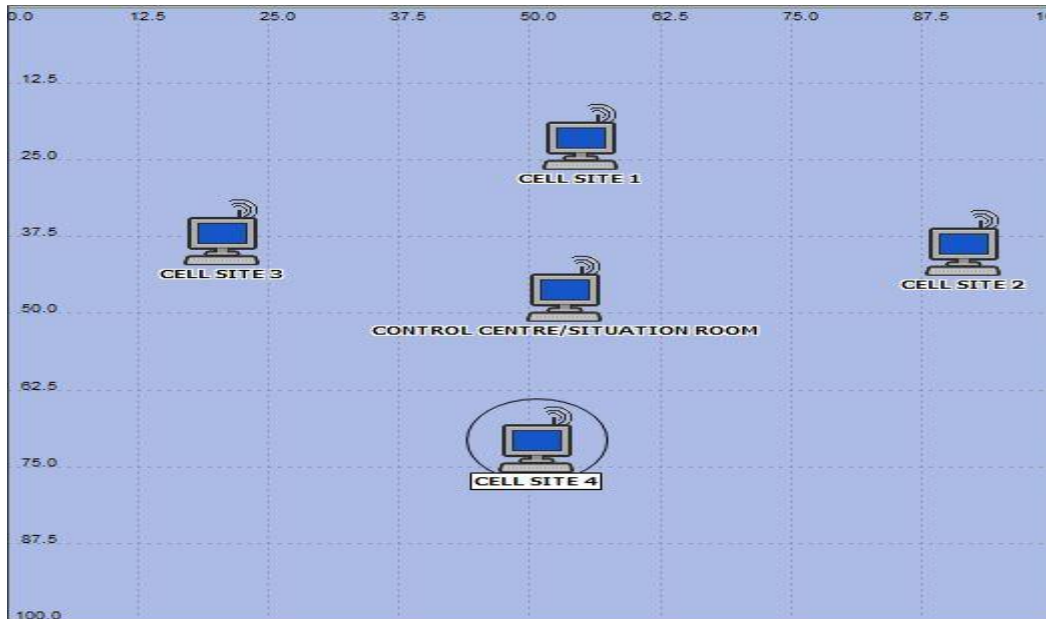 0.0 12.5 25.0 37.5 50.0 62.5 75.0 87.5
12.5
25.0
CELL SITE 1
37.5
CELL SITE 3
CELL SITE 2
50.0
CONTROL CENTRE/SITUATION ROOM
62.5
75.0
CELL SITE 4
87.5
100.0